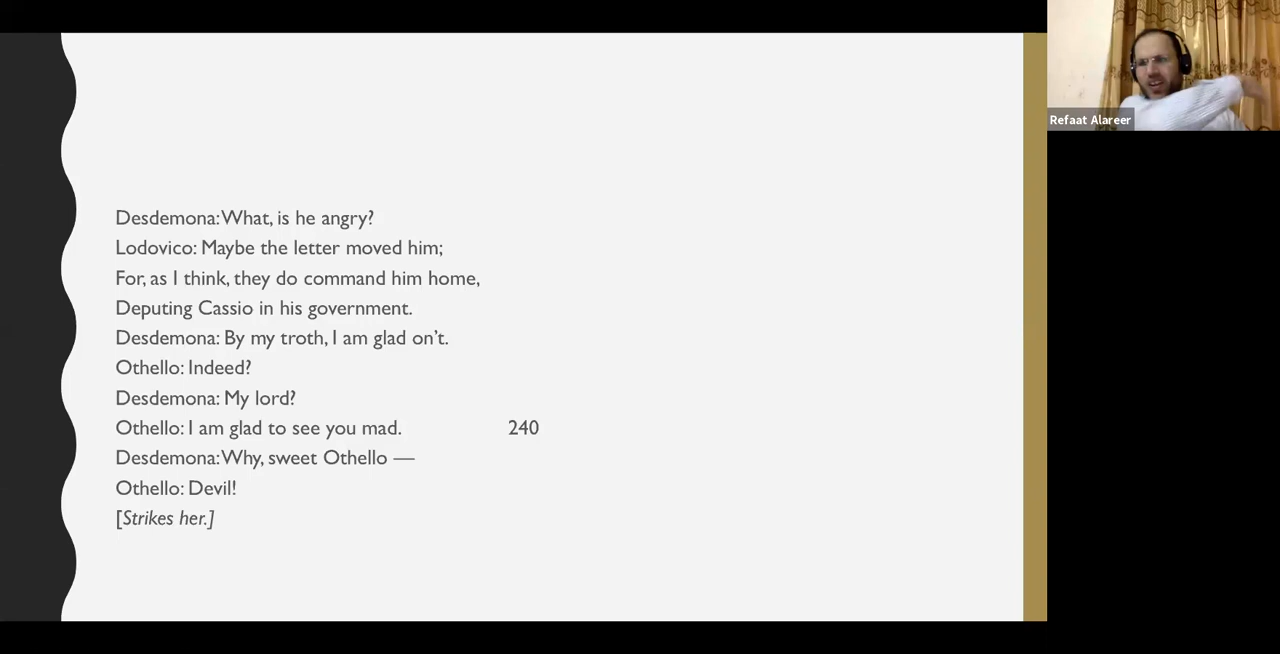 Desdemona: What, is he angry?
Lodovico: Maybe the letter moved him;
For, as I think, they do command him home,
Deputing Cassio in his government.
Desdemona: By my troth, I am glad on’t.
Othello: Indeed?
Desdemona: My lord?
Othello: I am glad to see you mad. 240
Desdemona: Why, sweet Othello —
Othello: Devil!
[Strikes her.]
Refaat Alareer